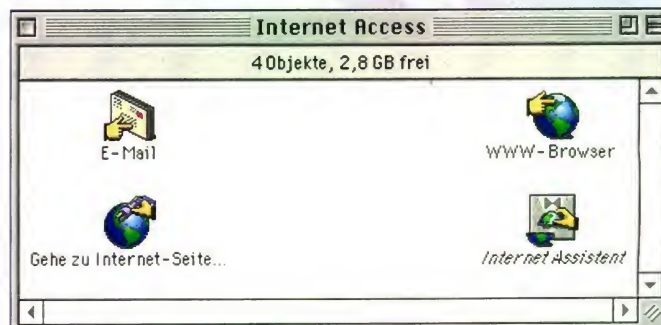 Internet Access
4 Objekte, 2,8 GB frei
E-Mail
WWW-Browser
Gehe zu Internet-Seite...
Internet Assistent